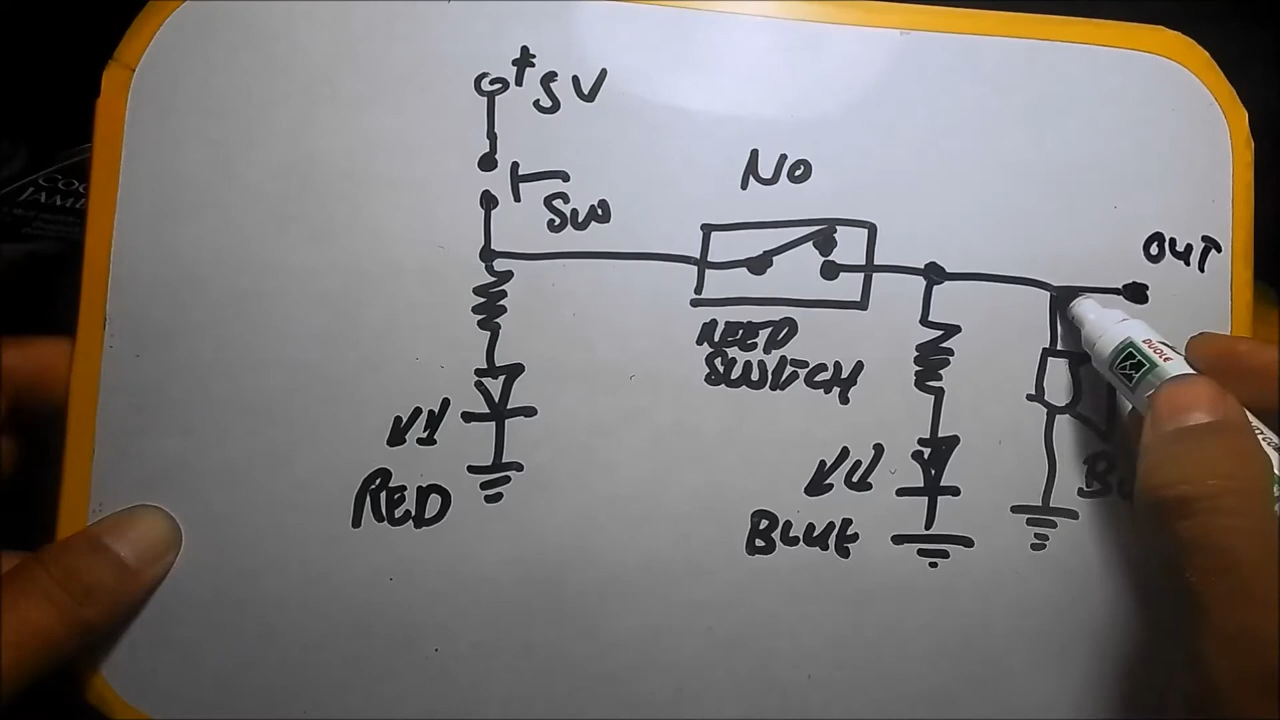 +5V
SW
NO
OUT
REED
SWITCH
RED
BLUE
DUOLE